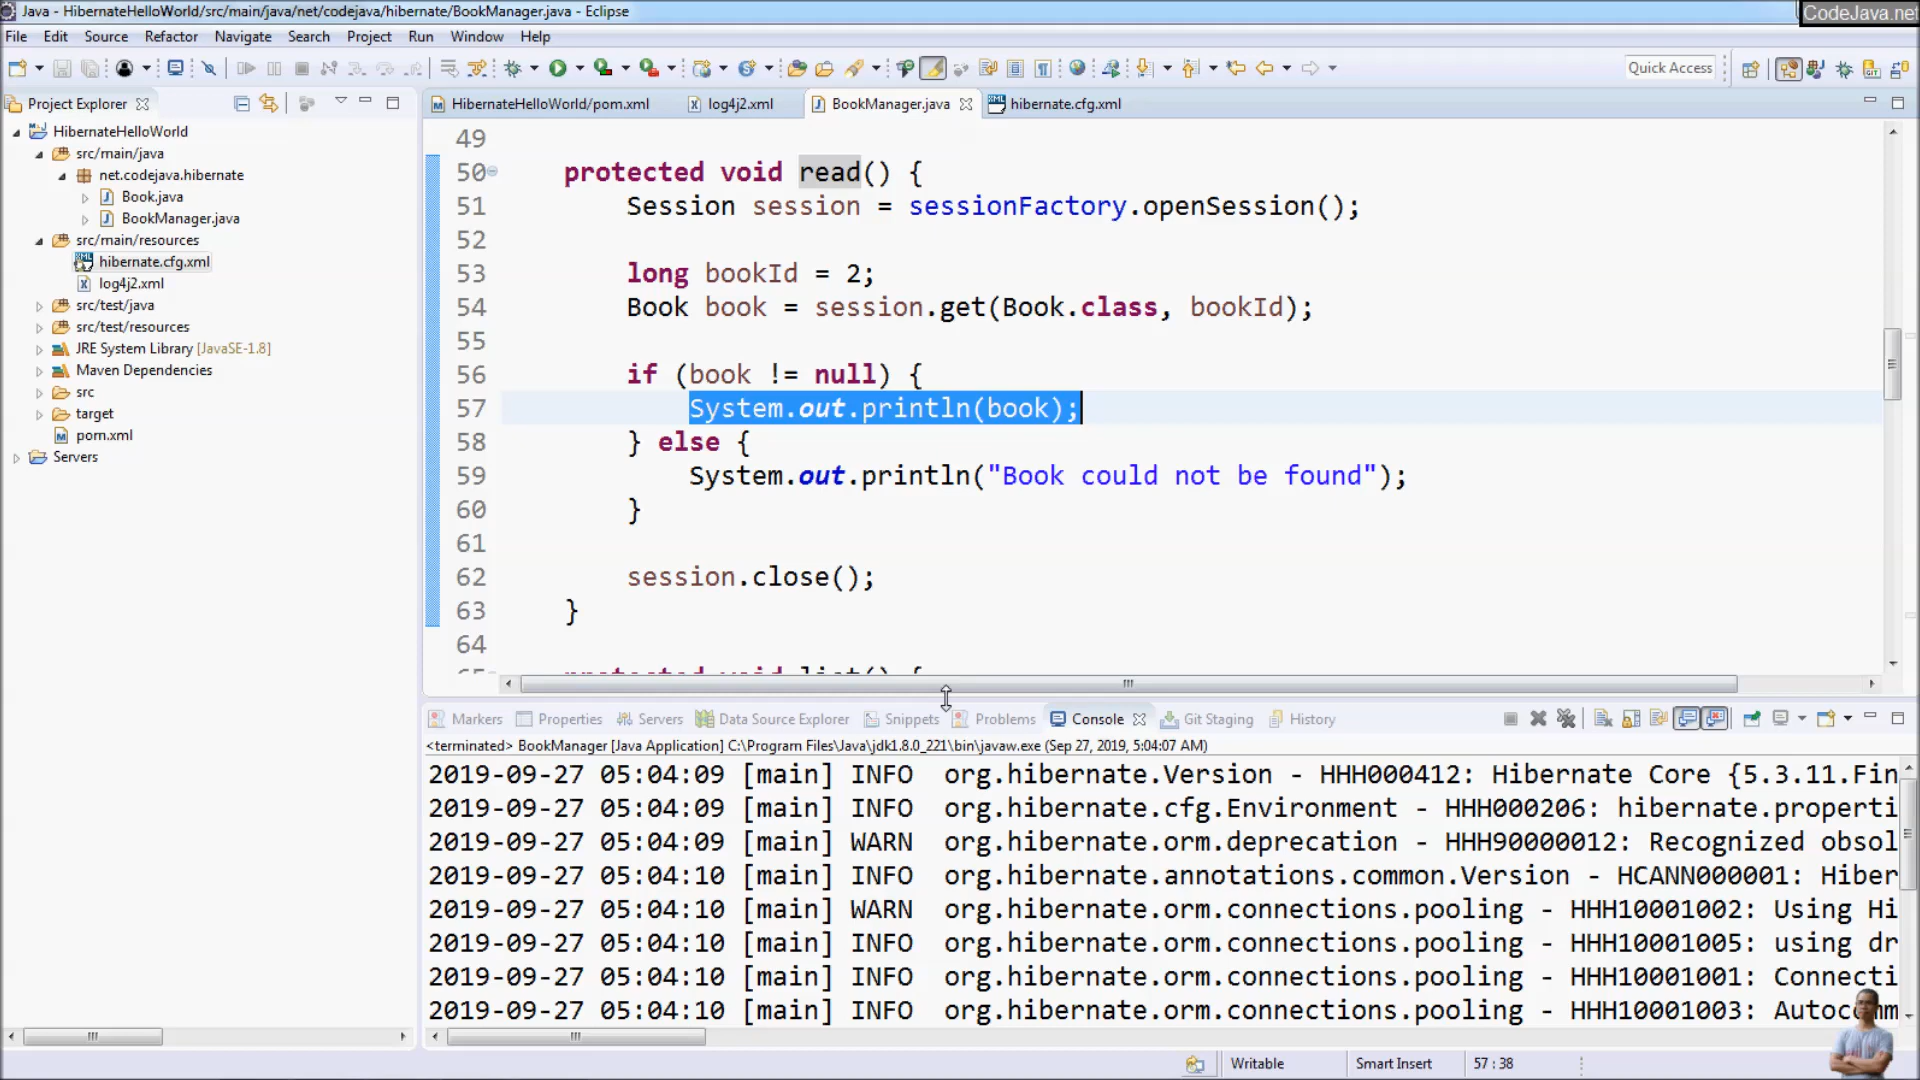 Java - HibernateHelloWorld/src/main/java/net/codejava/hibernate/BookManager.java - Eclipse
CodeJava.net
File Edit Source Refactor Navigate Search Project Run Window Help
Quick Access
Project Explorer
HibernateHelloWorld/pom.xml log4j2.xml BookManager.java hibernate.cfg.xml
HibernateHelloWorld
src/main/java
net.codejava.hibernate
Book.java
BookManager.java
src/main/resources
hibernate.cfg.xml
log4j2.xml
src/test/java
src/test/resources
JRE System Library [JavaSE-1.8]
Maven Dependencies
src
target
pom.xml
Servers
49
50 protected void read() {
51 Session session = sessionFactory.openSession();
52
53 long bookId = 2;
54 Book book = session.get(Book.class, bookId);
55
56 if (book != null) {
57 System.out.println(book);
58 } else {
59 System.out.println("Book could not be found");
60 }
61
62 session.close();
63 }
64
65 protected void list() {
Markers Properties Servers Data Source Explorer Snippets Problems Console Git Staging History
<terminated> BookManager [Java Application] C:\Program Files\Java\jdk1.8.0_221\bin\javaw.exe (Sep 27, 2019, 5:04:07 AM)
2019-09-27 05:04:09 [main] INFO org.hibernate.Version - HHH000412: Hibernate Core {5.3.11.Fin
2019-09-27 05:04:09 [main] INFO org.hibernate.cfg.Environment - HHH000206: hibernate.properti
2019-09-27 05:04:09 [main] WARN org.hibernate.orm.deprecation - HHH90000012: Recognized obsol
2019-09-27 05:04:10 [main] INFO org.hibernate.annotations.common.Version - HCANN000001: Hiber
2019-09-27 05:04:10 [main] WARN org.hibernate.orm.connections.pooling - HHH10001002: Using Hi
2019-09-27 05:04:10 [main] INFO org.hibernate.orm.connections.pooling - HHH10001005: using dr
2019-09-27 05:04:10 [main] INFO org.hibernate.orm.connections.pooling - HHH10001001: Connecti
2019-09-27 05:04:10 [main] INFO org.hibernate.orm.connections.pooling - HHH10001003: Autocomm
Writable Smart Insert 57 : 38